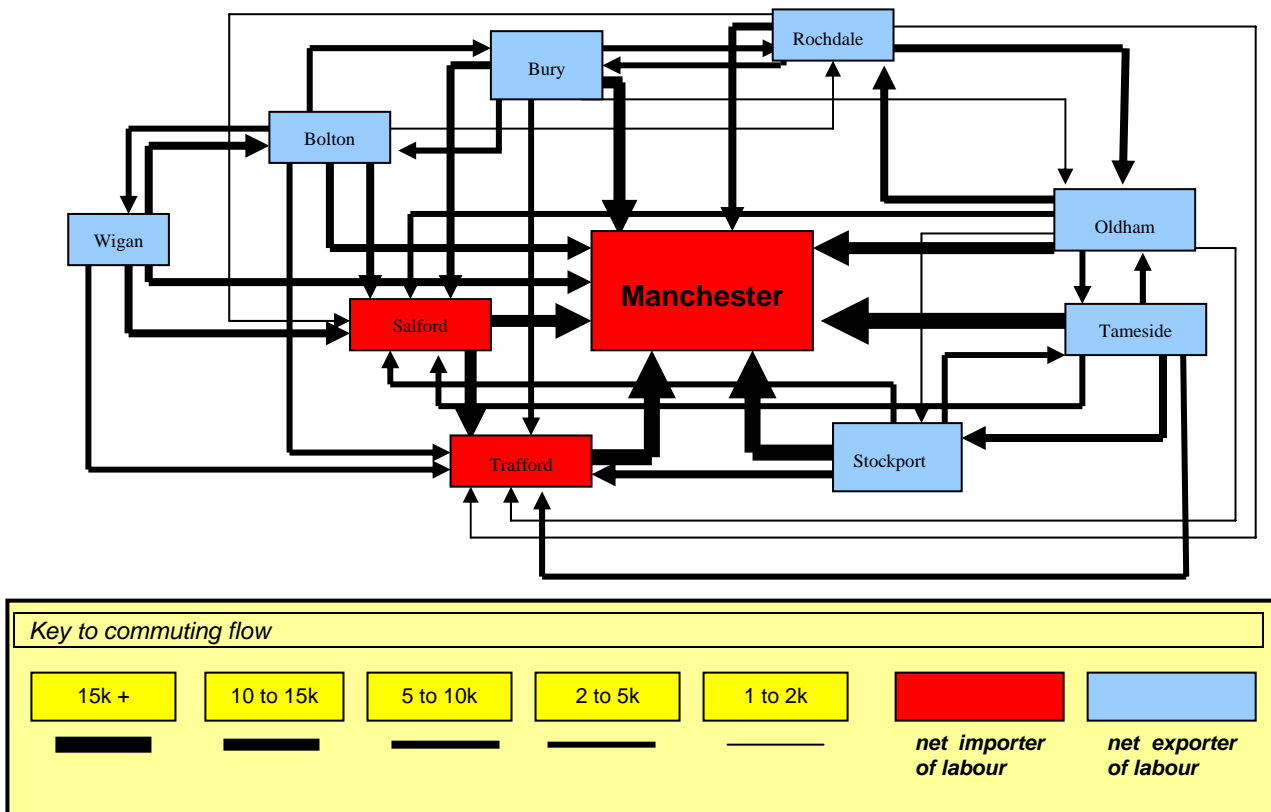 Rochdale
Bury
Bolton
Wigan
Oldham
Manchester
Salford
Tameside
Trafford
Stockport
Key to commuting flow
15k +
10 to 15k
5 to 10k
2 to 5k
1 to 2k
net importer
of labour
net exporter
of labour